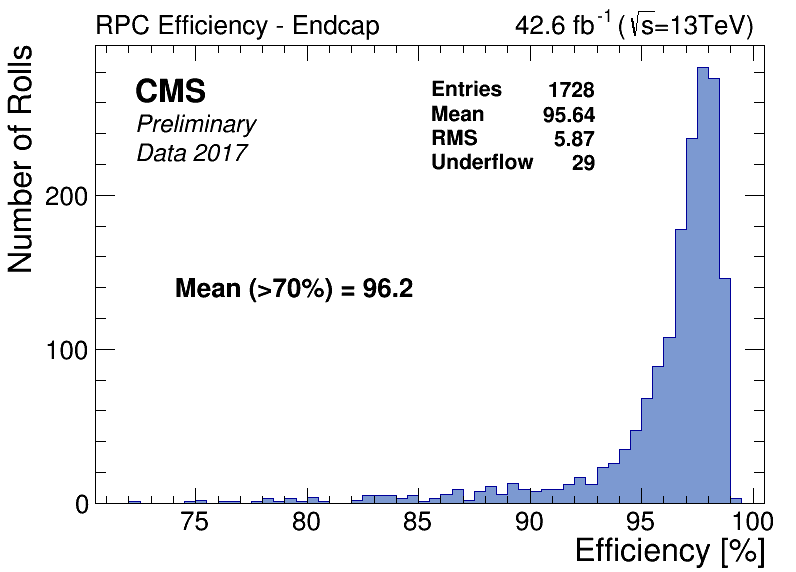 RPC Efficiency - Endcap 42.6 fb⁻¹ (√s=13TeV)
CMS
Preliminary
Data 2017
Entries 1728
Mean 95.64
RMS 5.87
Underflow 29
Mean (>70%) = 96.2
Number of Rolls
200
100
0
75 80 85 90 95 100
Efficiency [%]